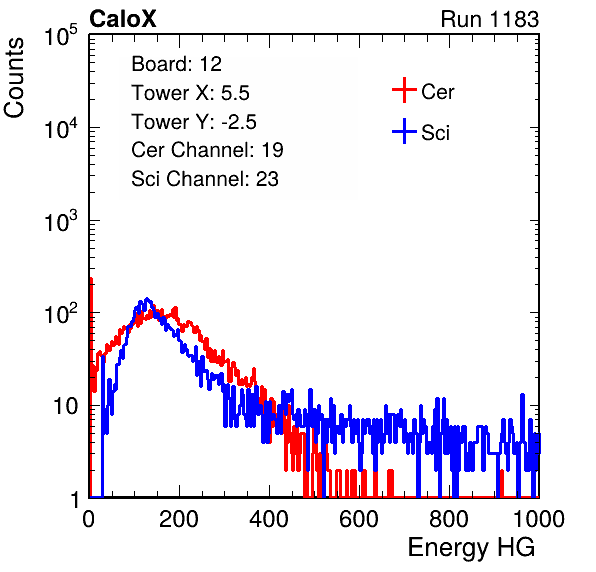 CaloX Run 1183
Counts
10^5
10^4
10^3
10^2
10
1
Board: 12
Tower X: 5.5
Tower Y: -2.5
Cer Channel: 19
Sci Channel: 23
Cer
Sci
0 200 400 600 800 1000
Energy HG